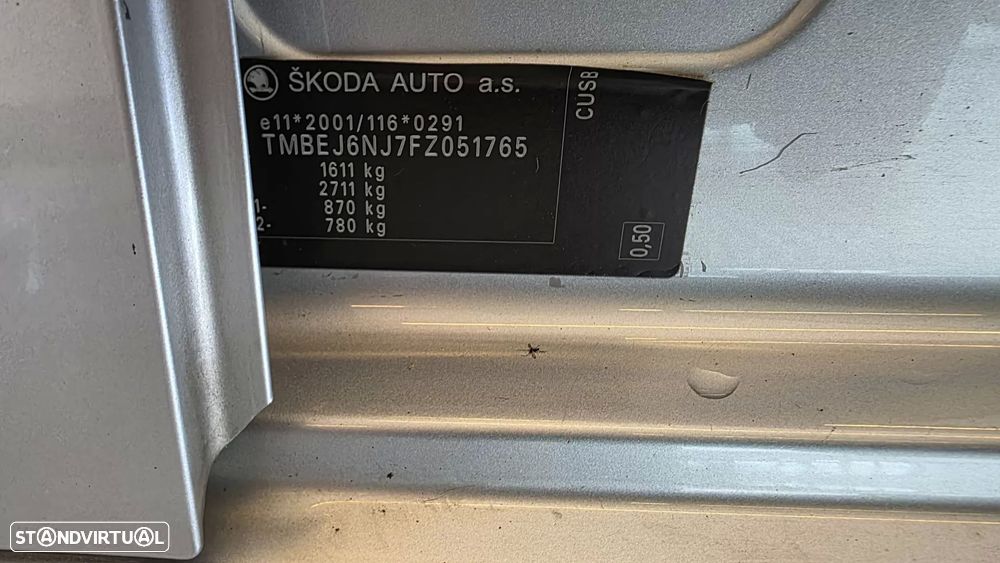 ŠKODA AUTO a.s.
e11*2001/116*0291
TMBEJ6NJ7FZ051765
1611 kg
2711 kg
1- 870 kg
2- 780 kg
CUSB
0,50
STANDVIRTUAL